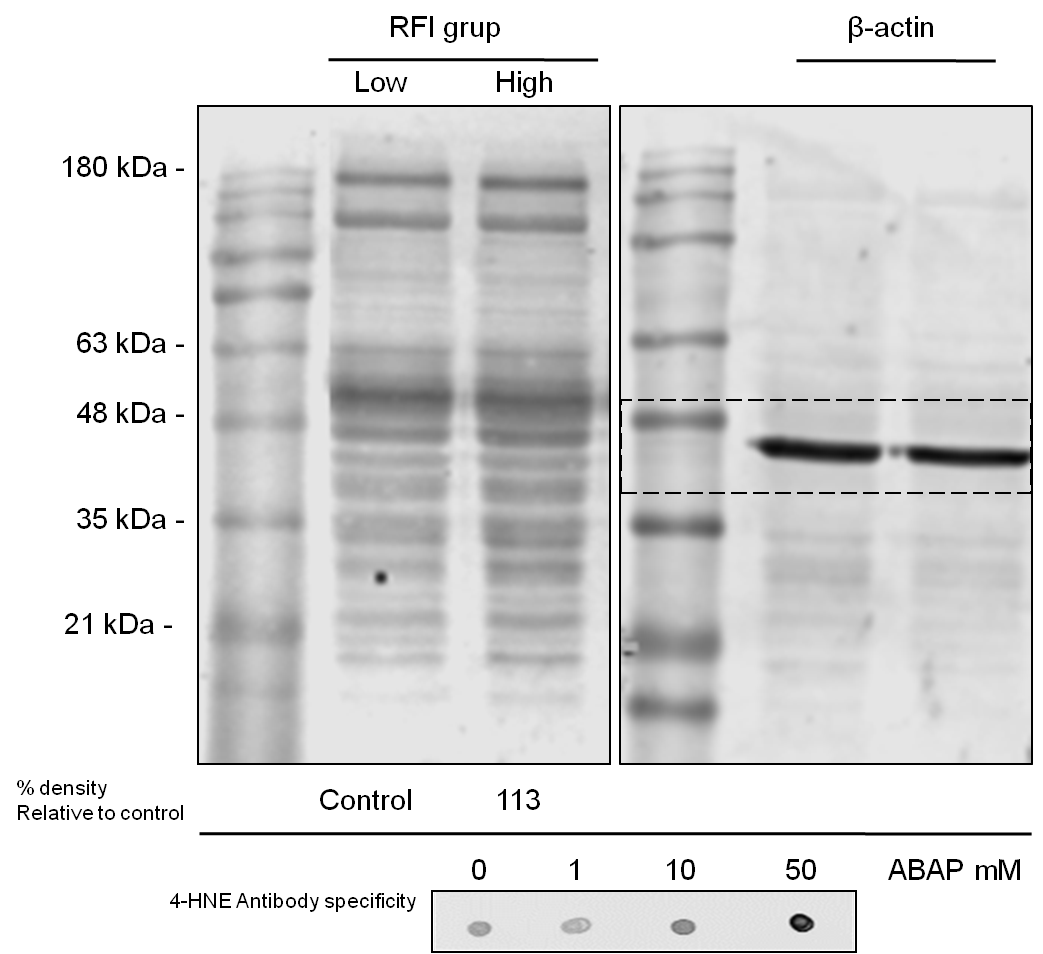 RFI grup
β-actin
Low High
180 kDa -
63 kDa -
48 kDa -
35 kDa -
21 kDa -
% density
Relative to control
Control 113
0 1 10 50 ABAP mM
4-HNE Antibody specificity